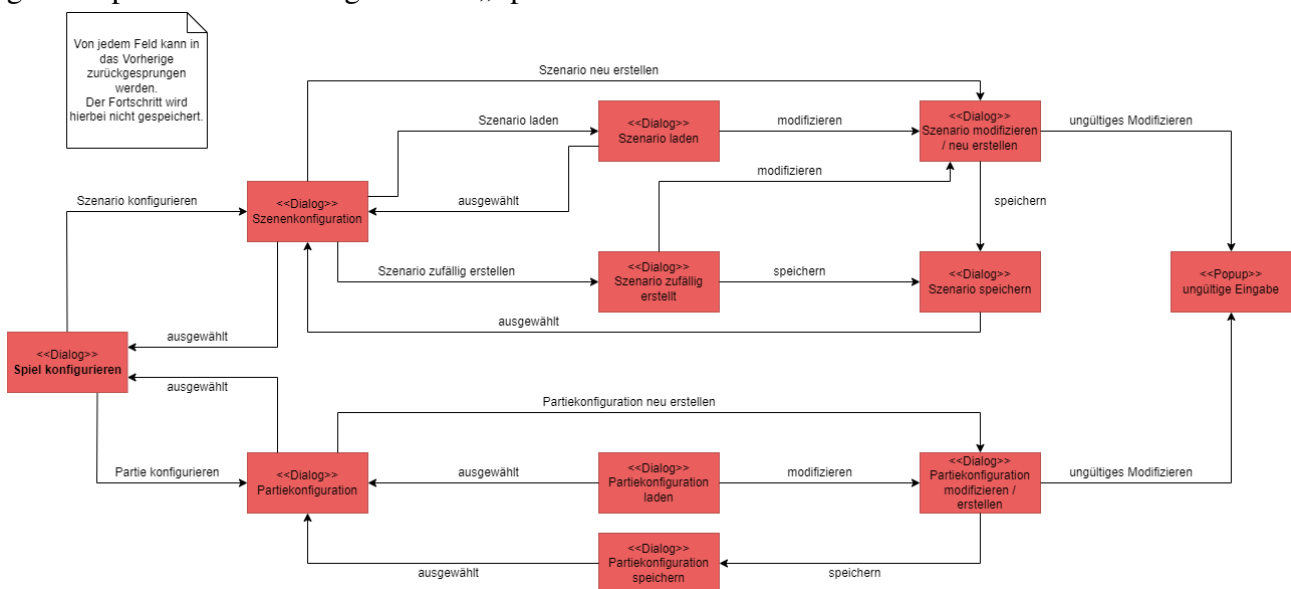 Von jedem Feld kann in
das Vorherige
zurückgesprungen
werden.
Der Fortschritt wird
hierbei nicht gespeichert.
Szenario neu erstellen
Szenario laden
<<Dialog>>
Szenario laden
modifizieren
<<Dialog>>
Szenario modifizieren
/ neu erstellen
ungültiges Modifizieren
modifizieren
Szenario konfigurieren
<<Dialog>>
Szenenkonfiguration
ausgewählt
speichern
Szenario zufällig erstellen
<<Dialog>>
Szenario zufällig
erstellt
speichern
<<Dialog>>
Szenario speichern
<<Popup>>
ungültige Eingabe
ausgewählt
ausgewählt
<<Dialog>>
Spiel konfigurieren
ausgewählt
Partiekonfiguration neu erstellen
Partie konfigurieren
<<Dialog>>
Partiekonfiguration
ausgewählt
<<Dialog>>
Partiekonfiguration
laden
modifizieren
<<Dialog>>
Partiekonfiguration
modifizieren /
erstellen
ungültiges Modifizieren
ausgewählt
<<Dialog>>
Partiekonfiguration
speichern
speichern